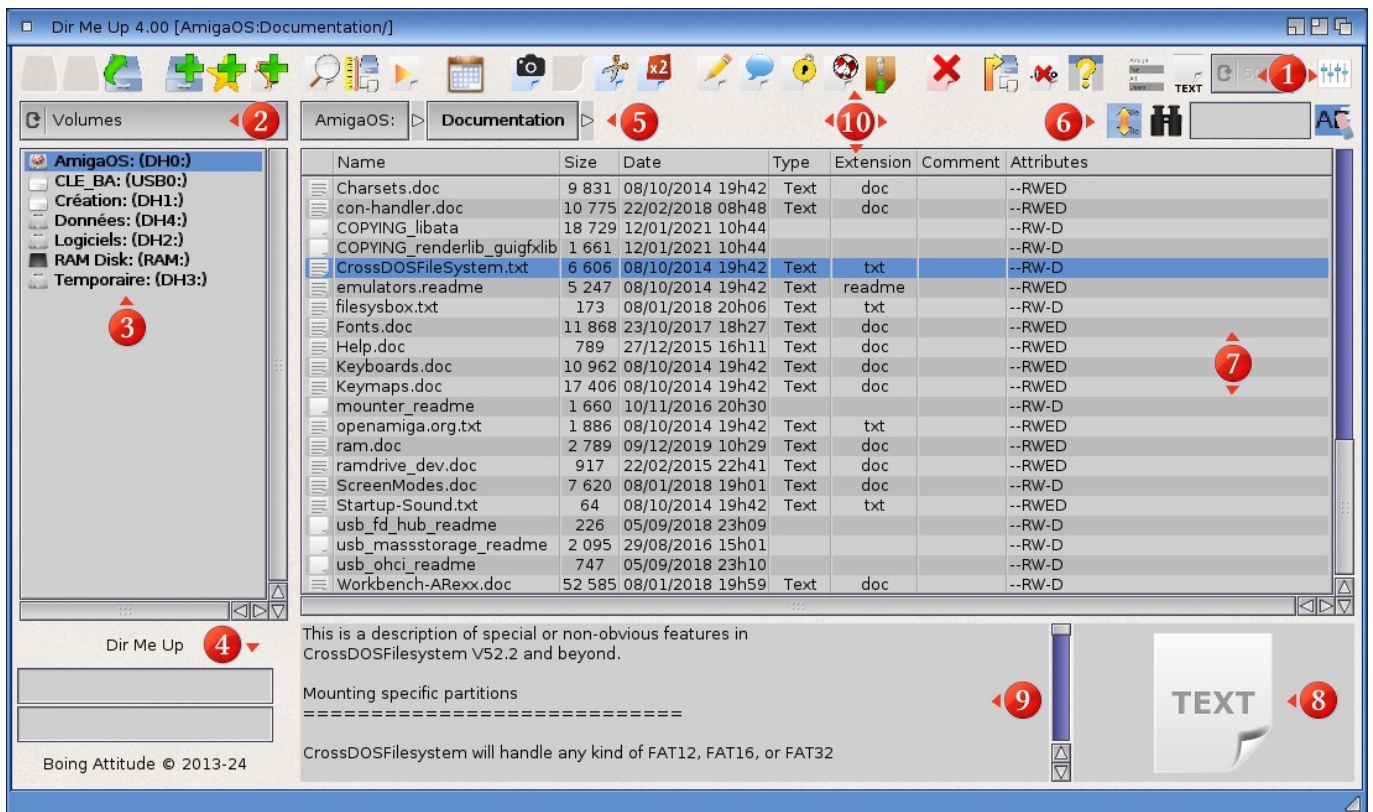 Dir Me Up 4.00 [AmigaOS:Documentation/]
x2
TEXT
1
Volumes
2
AmigaOS:
Documentation
5
10
6
AmigaOS: (DH0:)
CLE_BA: (USB0:)
Création: (DH1:)
Données: (DH4:)
Logiciels: (DH2:)
RAM Disk: (RAM:)
Temporaire: (DH3:)
3
Name Size Date Type Extension Comment Attributes
Charsets.doc 9 831 08/10/2014 19h42 Text doc --RWED
con-handler.doc 10 775 22/02/2018 08h48 Text doc --RWED
COPYING_libata 18 729 12/01/2021 10h44 --RW-D
COPYING_renderlib_guigfxlib 1 661 12/01/2021 10h44 --RW-D
CrossDOSFileSystem.txt 6 606 08/10/2014 19h42 Text txt --RW-D
emulators.readme 5 247 08/10/2014 19h42 Text readme --RWED
filesysbox.txt 173 08/01/2018 20h06 Text txt --RWED
Fonts.doc 11 868 23/10/2017 18h27 Text doc --RWED
Help.doc 789 27/12/2015 16h11 Text doc --RWED
Keyboards.doc 10 962 08/10/2014 19h42 Text doc --RWED
Keymaps.doc 17 406 08/10/2014 19h42 Text doc --RWED
mounter_readme 1 660 10/11/2016 20h30 --RW-D
openamiga.org.txt 1 886 08/10/2014 19h42 Text txt --RWED
ram.doc 2 789 09/12/2019 10h29 Text doc --RWED
ramdrive_dev.doc 917 22/02/2015 22h41 Text doc --RWED
ScreenModes.doc 7 620 08/01/2018 19h01 Text doc --RWED
Startup-Sound.txt 64 08/10/2014 19h42 Text txt --RWED
usb_fd_hub_readme 226 05/09/2018 23h09 --RW-D
usb_massstorage_readme 2 095 29/08/2016 15h01 --RW-D
usb_ohci_readme 747 05/09/2018 23h10 --RW-D
Workbench-ARexx.doc 52 585 08/01/2018 19h59 Text doc --RW-D
7
Dir Me Up
4
Boing Attitude © 2013-24
This is a description of special or non-obvious features in
CrossDOSFilesystem V52.2 and beyond.
Mounting specific partitions
============================
CrossDOSFilesystem will handle any kind of FAT12, FAT16, or FAT32
9
TEXT
8